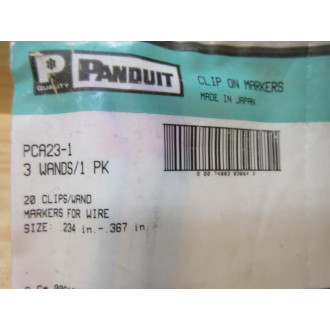 P
QUALITY
PANDUIT
CLIP ON MARKERS
MADE IN JAPAN
PCA23-1
3 WANDS/1 PK
20 CLIPS/WAND
MARKERS FOR WIRE
SIZE: .234 in.-.367 in.